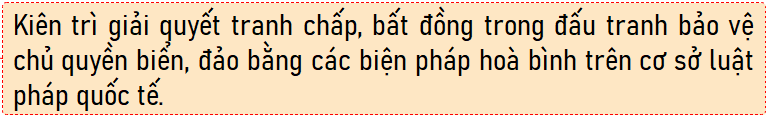 Kiên trì giải quyết tranh chấp, bất đồng trong đấu tranh bảo vệ
chủ quyền biển, đảo bằng các biện pháp hoà bình trên cơ sở luật
pháp quốc tế.